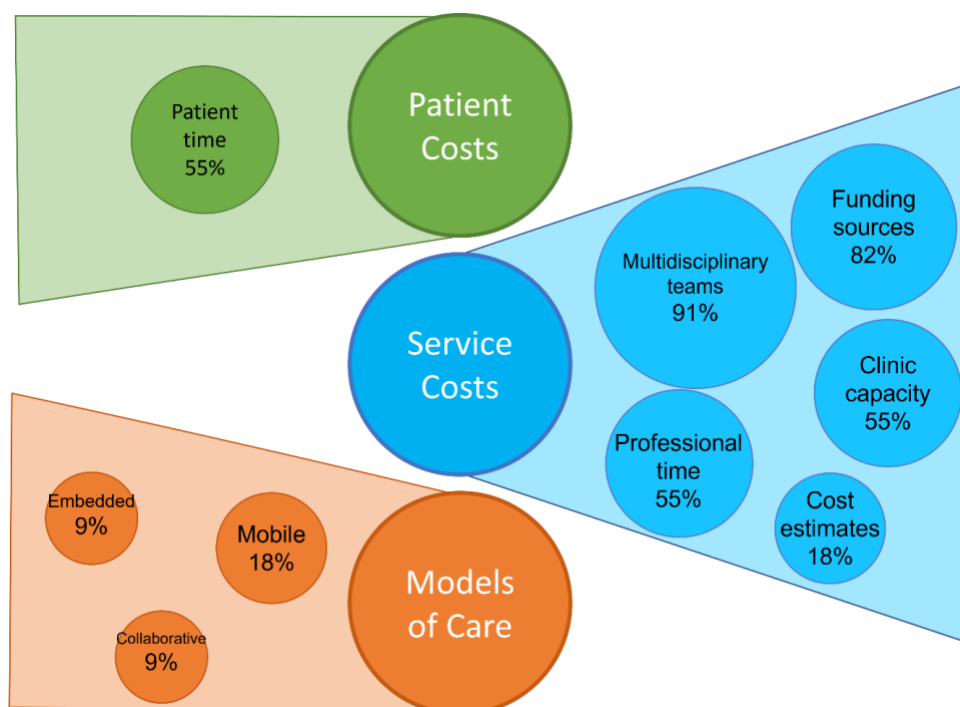 Patient
Costs
Patient
time
55%
Service
Costs
Multidisciplinary
teams
91%
Funding
sources
82%
Clinic
capacity
55%
Professional
time
55%
Cost
estimates
18%
Models
of Care
Embedded
9%
Mobile
18%
Collaborative
9%